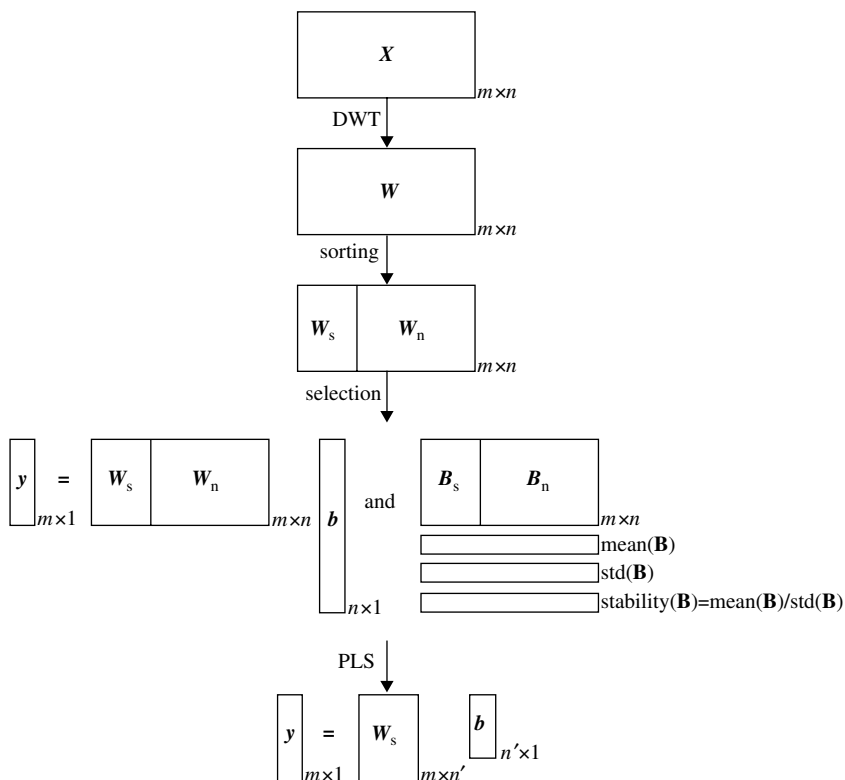 X
m×n
DWT
W
m×n
sorting
Wₛ Wₙ
m×n
selection
y m×1 = Wₛ Wₙ m×n b n×1 and Bₛ Bₙ m×n
mean(B)
std(B)
stability(B)=mean(B)/std(B)
PLS
y m×1 = Wₛ m×n′ b n′×1